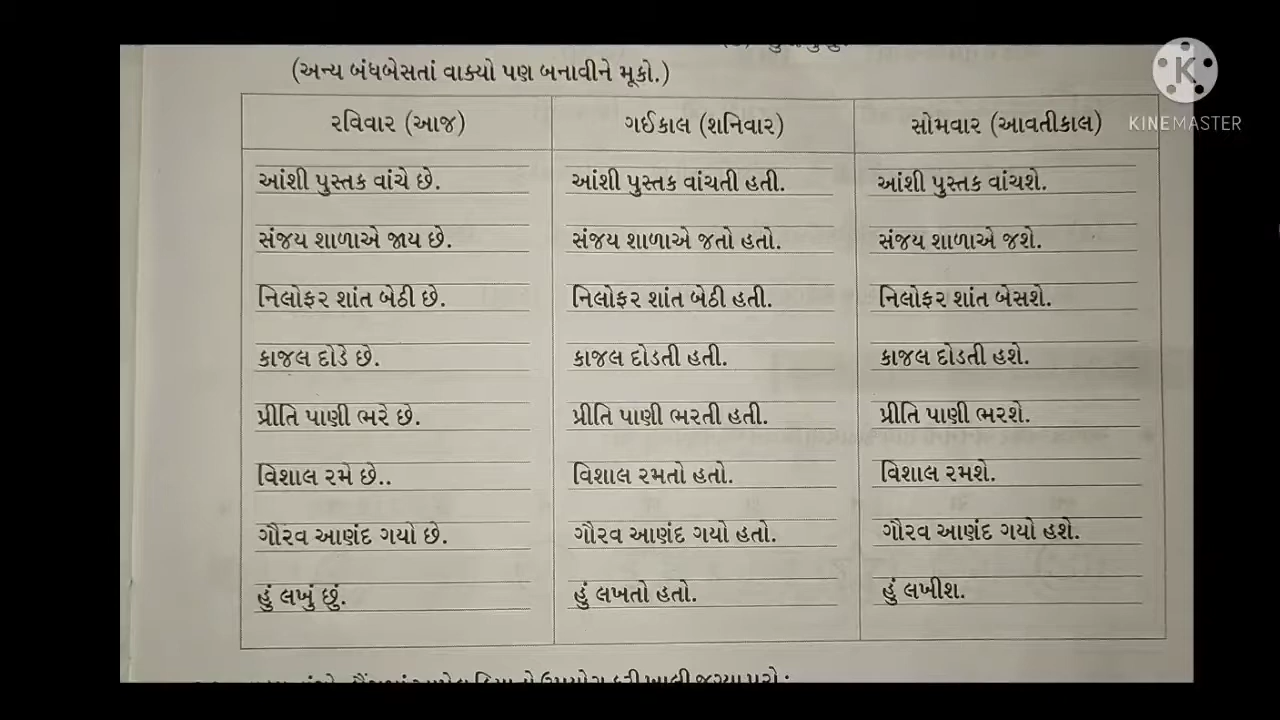 (અન્ય બંધબેસતાં વાક્યો પણ બનાવીને મૂકો.)
K
KINEMASTER
રવિવાર (આજ) ગઈકાલ (શનિવાર) સોમવાર (આવતીકાલ)
આંશી પુસ્તક વાંચે છે. આંશી પુસ્તક વાંચતી હતી. આંશી પુસ્તક વાંચશે.
સંજય શાળાએ જાય છે. સંજય શાળાએ જતો હતો. સંજય શાળાએ જશે.
નિલોફર શાંત બેઠી છે. નિલોફર શાંત બેઠી હતી. નિલોફર શાંત બેસશે.
કાજલ દોડે છે. કાજલ દોડતી હતી. કાજલ દોડતી હશે.
પ્રીતિ પાણી ભરે છે. પ્રીતિ પાણી ભરતી હતી. પ્રીતિ પાણી ભરશે.
વિશાલ રમે છે.. વિશાલ રમતો હતો. વિશાલ રમશે.
ગૌરવ આણંદ ગયો છે. ગૌરવ આણંદ ગયો હતો. ગૌરવ આણંદ ગયો હશે.
હું લખું છું. હું લખતો હતો. હું લખીશ.